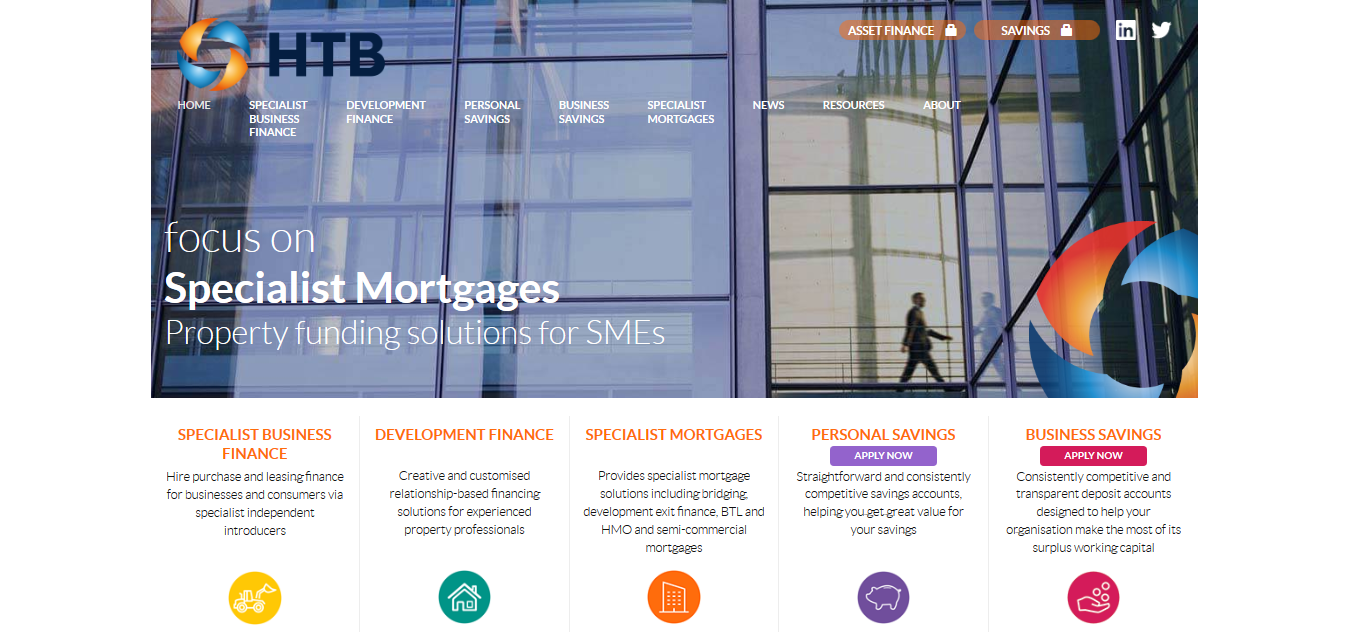 HTB
ASSET FINANCE
SAVINGS
in
HOME
SPECIALIST
BUSINESS
FINANCE
DEVELOPMENT
FINANCE
PERSONAL
SAVINGS
BUSINESS
SAVINGS
SPECIALIST
MORTGAGES
NEWS
RESOURCES
ABOUT
focus on
Specialist Mortgages
Property funding solutions for SMEs
SPECIALIST BUSINESS
FINANCE
Hire purchase and leasing finance
for businesses and consumers via
specialist independent
introducers
DEVELOPMENT FINANCE
Creative and customised
relationship-based financing
solutions for experienced
property professionals
SPECIALIST MORTGAGES
Provides specialist mortgage
solutions including bridging,
development exit finance, BTL and
HMO and semi-commercial
mortgages
PERSONAL SAVINGS
APPLY NOW
Straightforward and consistently
competitive savings accounts,
helping you get great value for
your savings
BUSINESS SAVINGS
APPLY NOW
Consistently competitive and
transparent deposit accounts
designed to help your
organisation make the most of its
surplus working capital